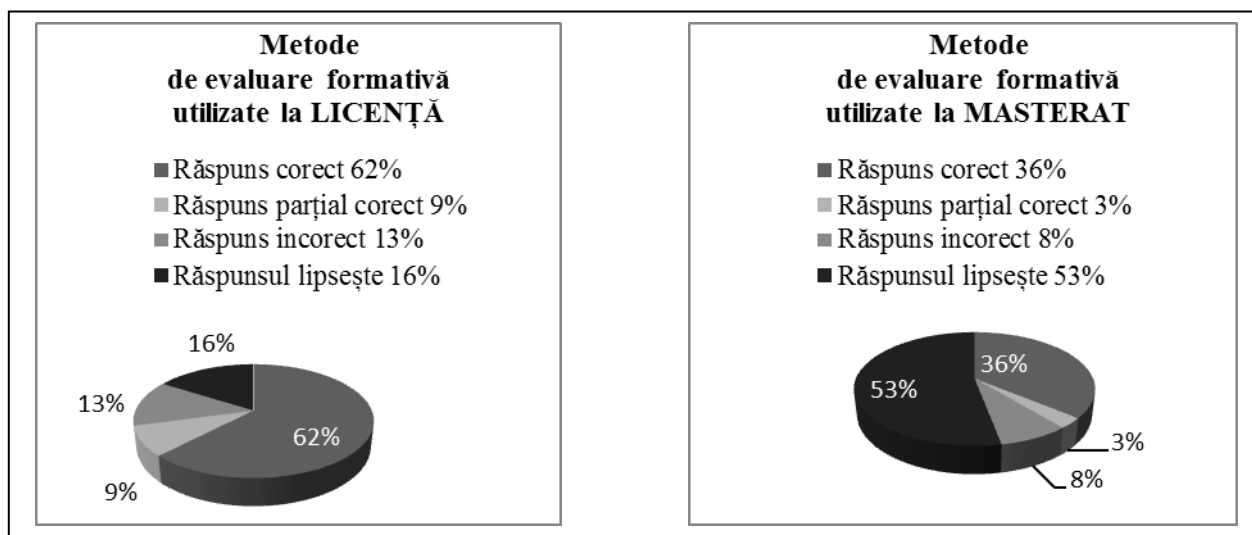 Metode
de evaluare formativă
utilizate la LICENȚĂ
Răspuns corect 62%
Răspuns parțial corect 9%
Răspuns incorect 13%
Răspunsul lipsește 16%
16%
13%
62%
9%
Metode
de evaluare formativă
utilizate la MASTERAT
Răspuns corect 36%
Răspuns parțial corect 3%
Răspuns incorect 8%
Răspunsul lipsește 53%
36%
53%
3%
8%